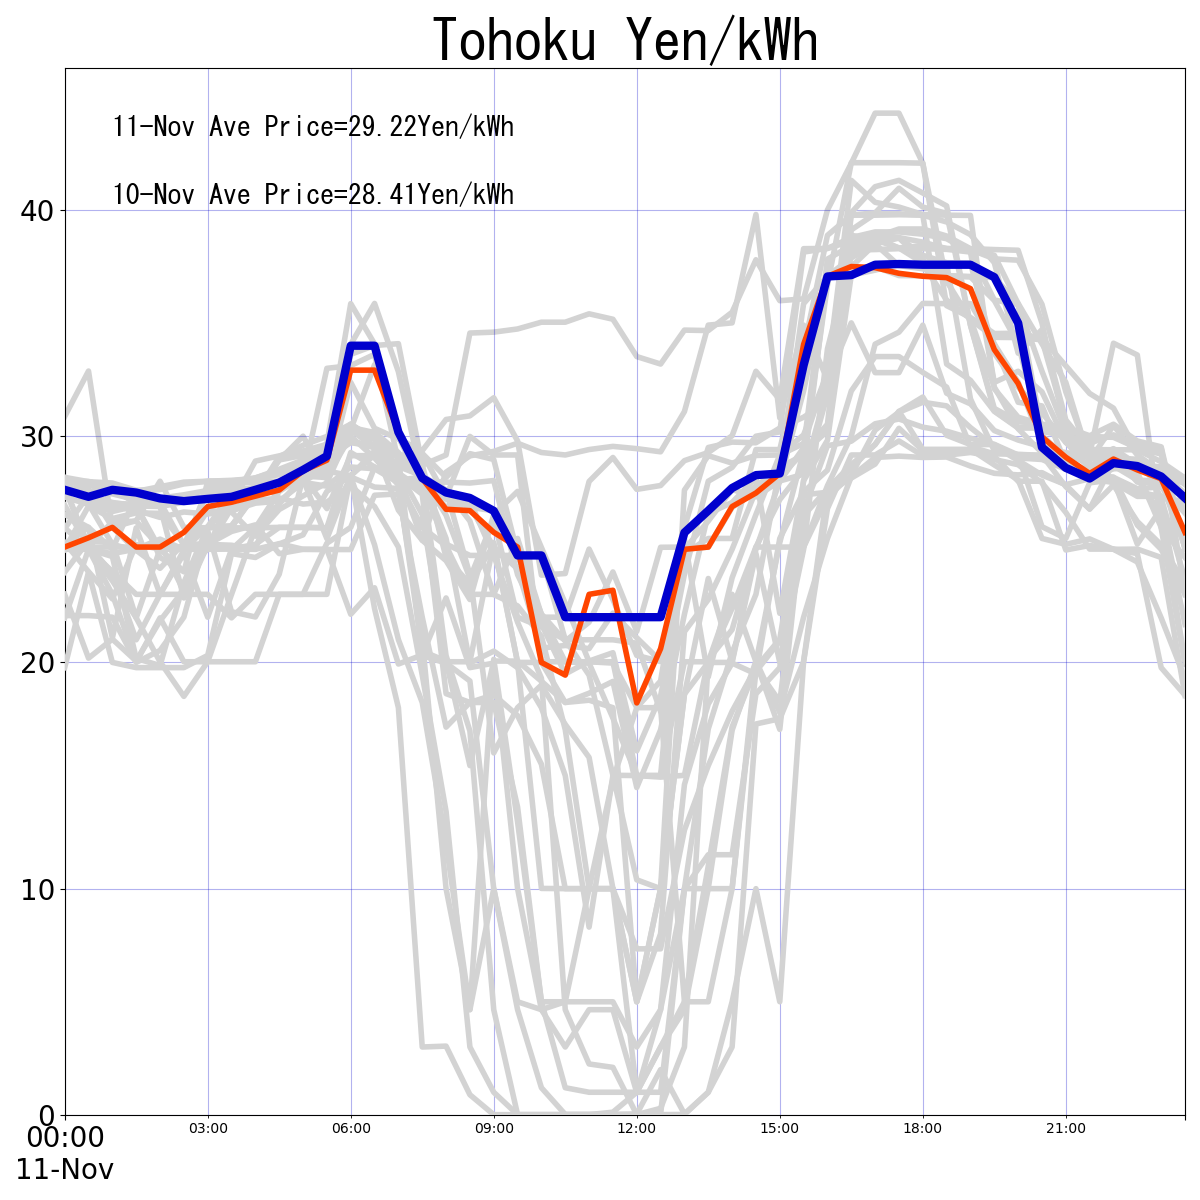 Tohoku Yen/kWh
11-Nov Ave Price=29.22Yen/kWh
10-Nov Ave Price=28.41Yen/kWh
40
30
20
10
0
00:00 03:00 06:00 09:00 12:00 15:00 18:00 21:00
11-Nov